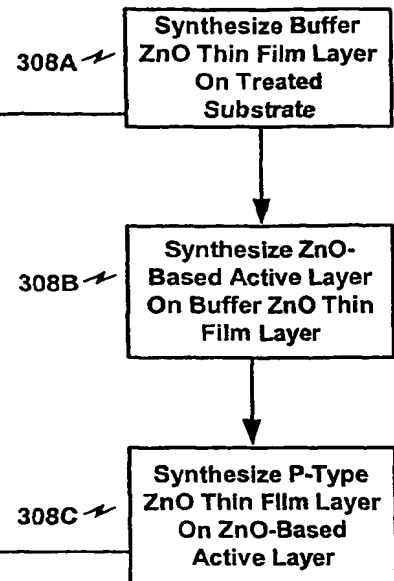 Synthesize Buffer
ZnO Thin Film Layer
On Treated
Substrate
308A
Synthesize ZnO-
Based Active Layer
On Buffer ZnO Thin
Film Layer
308B
Synthesize P-Type
ZnO Thin Film Layer
On ZnO-Based
Active Layer
308C